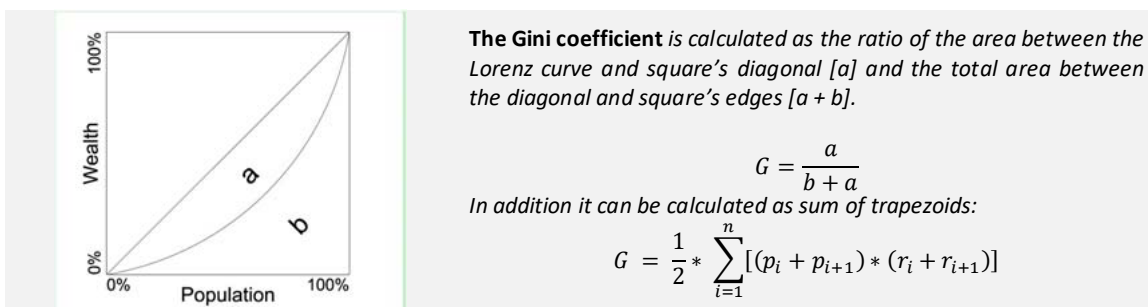 100%
Wealth
0%
a
b
0%
Population
100%
The Gini coefficient is calculated as the ratio of the area between the
Lorenz curve and square's diagonal [a] and the total area between
the diagonal and square's edges [a + b].
G = a / (b + a)
In addition it can be calculated as sum of trapezoids:
G = 1/2 * ∑_{i=1}^{n} [(p_i + p_{i+1}) * (r_i + r_{i+1})]